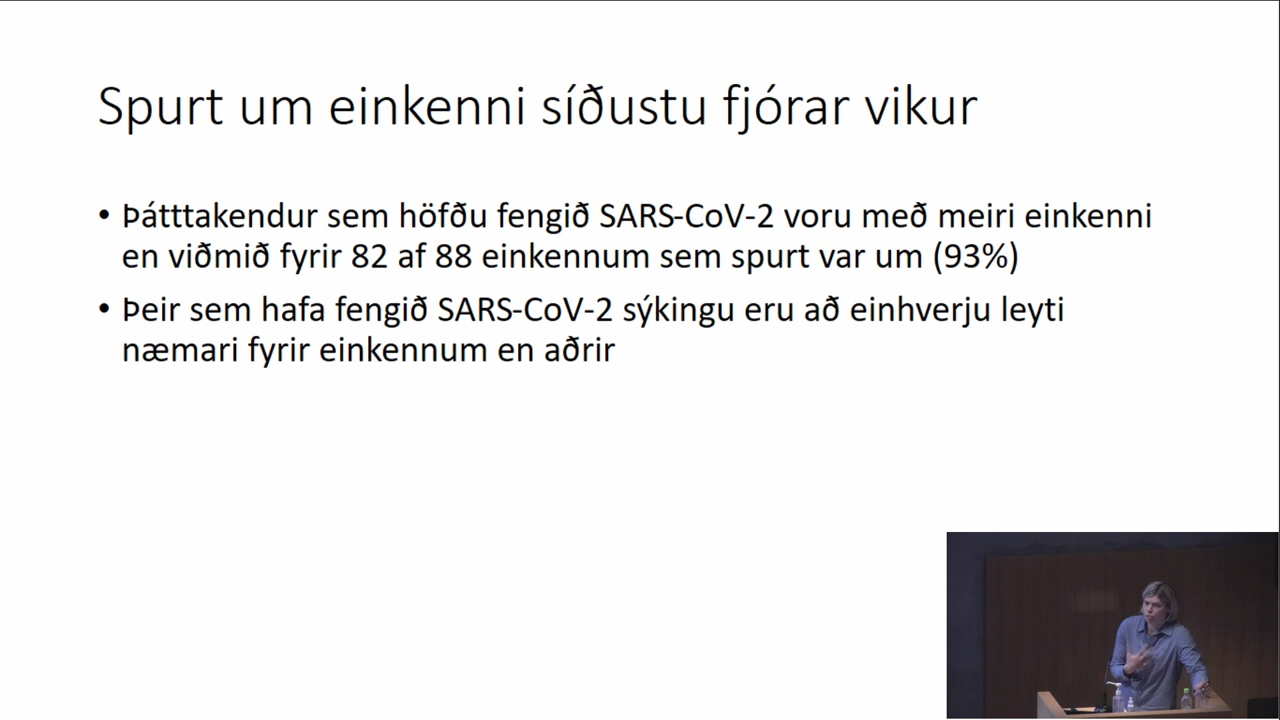 Spurt um einkenni síðustu fjórar vikur
• Þátttakendur sem höfðu fengið SARS-CoV-2 voru með meiri einkenni
en viðmið fyrir 82 af 88 einkennum sem spurt var um (93%)
• Þeir sem hafa fengið SARS-CoV-2 sýkingu eru að einhverju leyti
næmari fyrir einkennum en aðrir